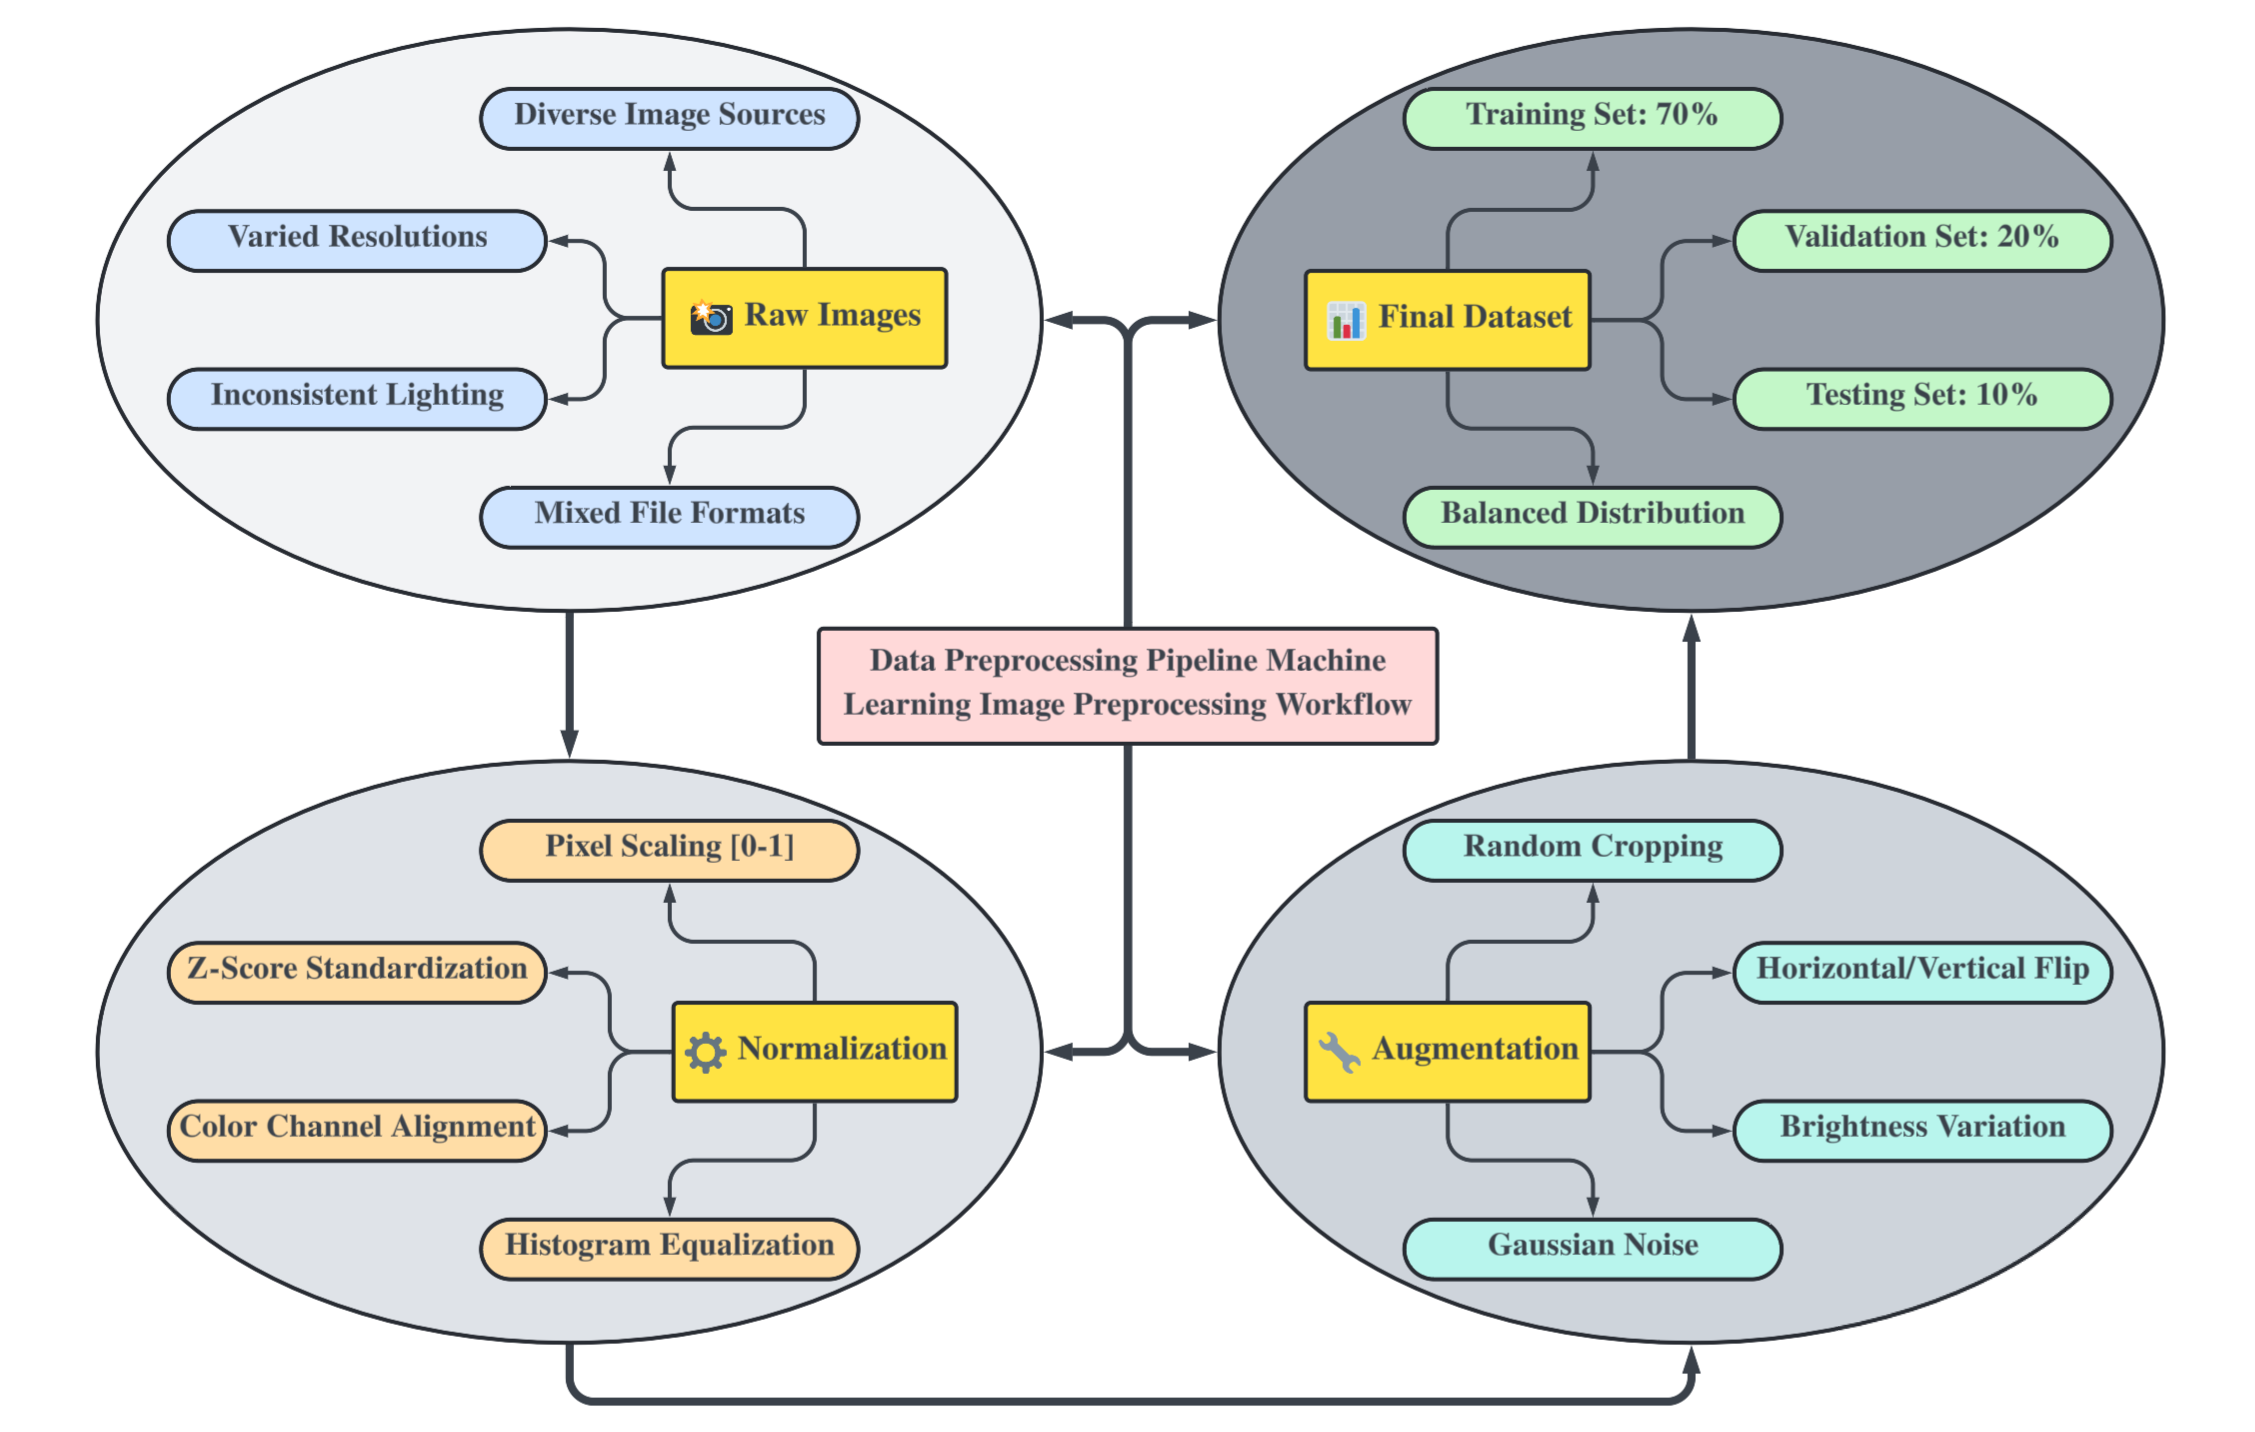 Diverse Image Sources
Varied Resolutions
Raw Images
Inconsistent Lighting
Mixed File Formats
Training Set: 70%
Validation Set: 20%
Final Dataset
Testing Set: 10%
Balanced Distribution
Data Preprocessing Pipeline Machine
Learning Image Preprocessing Workflow
Pixel Scaling [0-1]
Z-Score Standardization
Normalization
Color Channel Alignment
Histogram Equalization
Random Cropping
Horizontal/Vertical Flip
Augmentation
Brightness Variation
Gaussian Noise